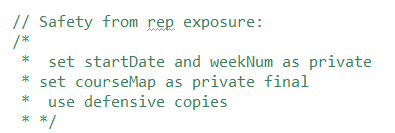 // Safety from rep exposure:
/*
 *  set startDate and weekNum as private
 * set courseMap as private final
 *  use defensive copies
 * */